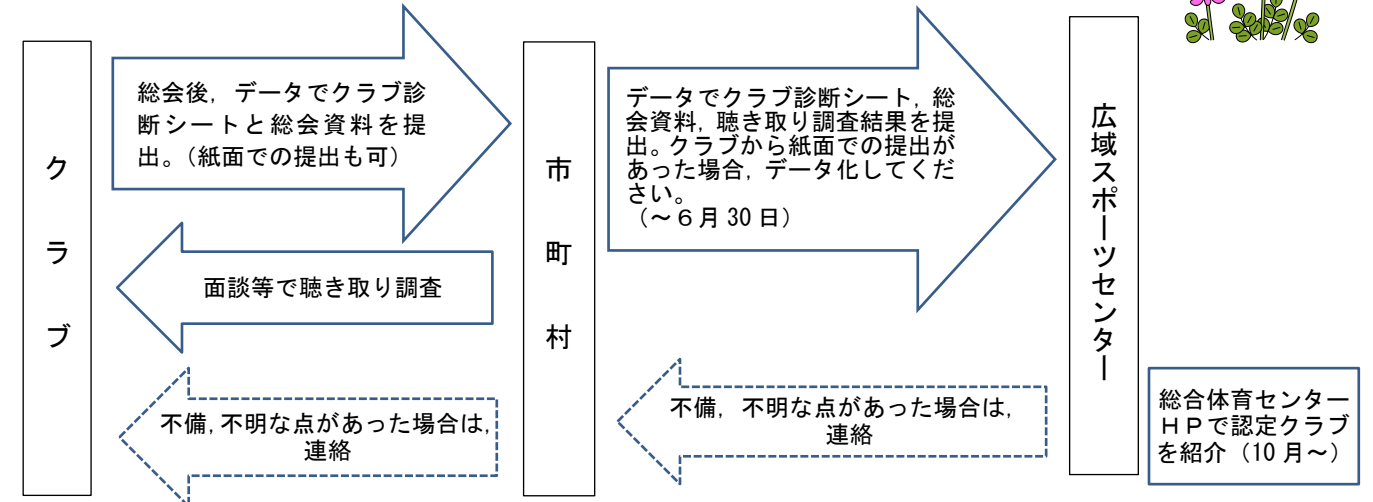 クラブ
総会後，データでクラブ診
断シートと総会資料を提
出。（紙面での提出も可）
面談等で聴き取り調査
不備，不明な点があった場合は，
連絡
市町村
データでクラブ診断シート，総
会資料，聴き取り調査結果を提
出。クラブから紙面での提出が
あった場合，データ化してくだ
さい。
（～６月 30 日）
不備，不明な点があった場合は，
連絡
広域スポーツセンター
総合体育センター
ＨＰで認定クラブ
を紹介（10 月～）